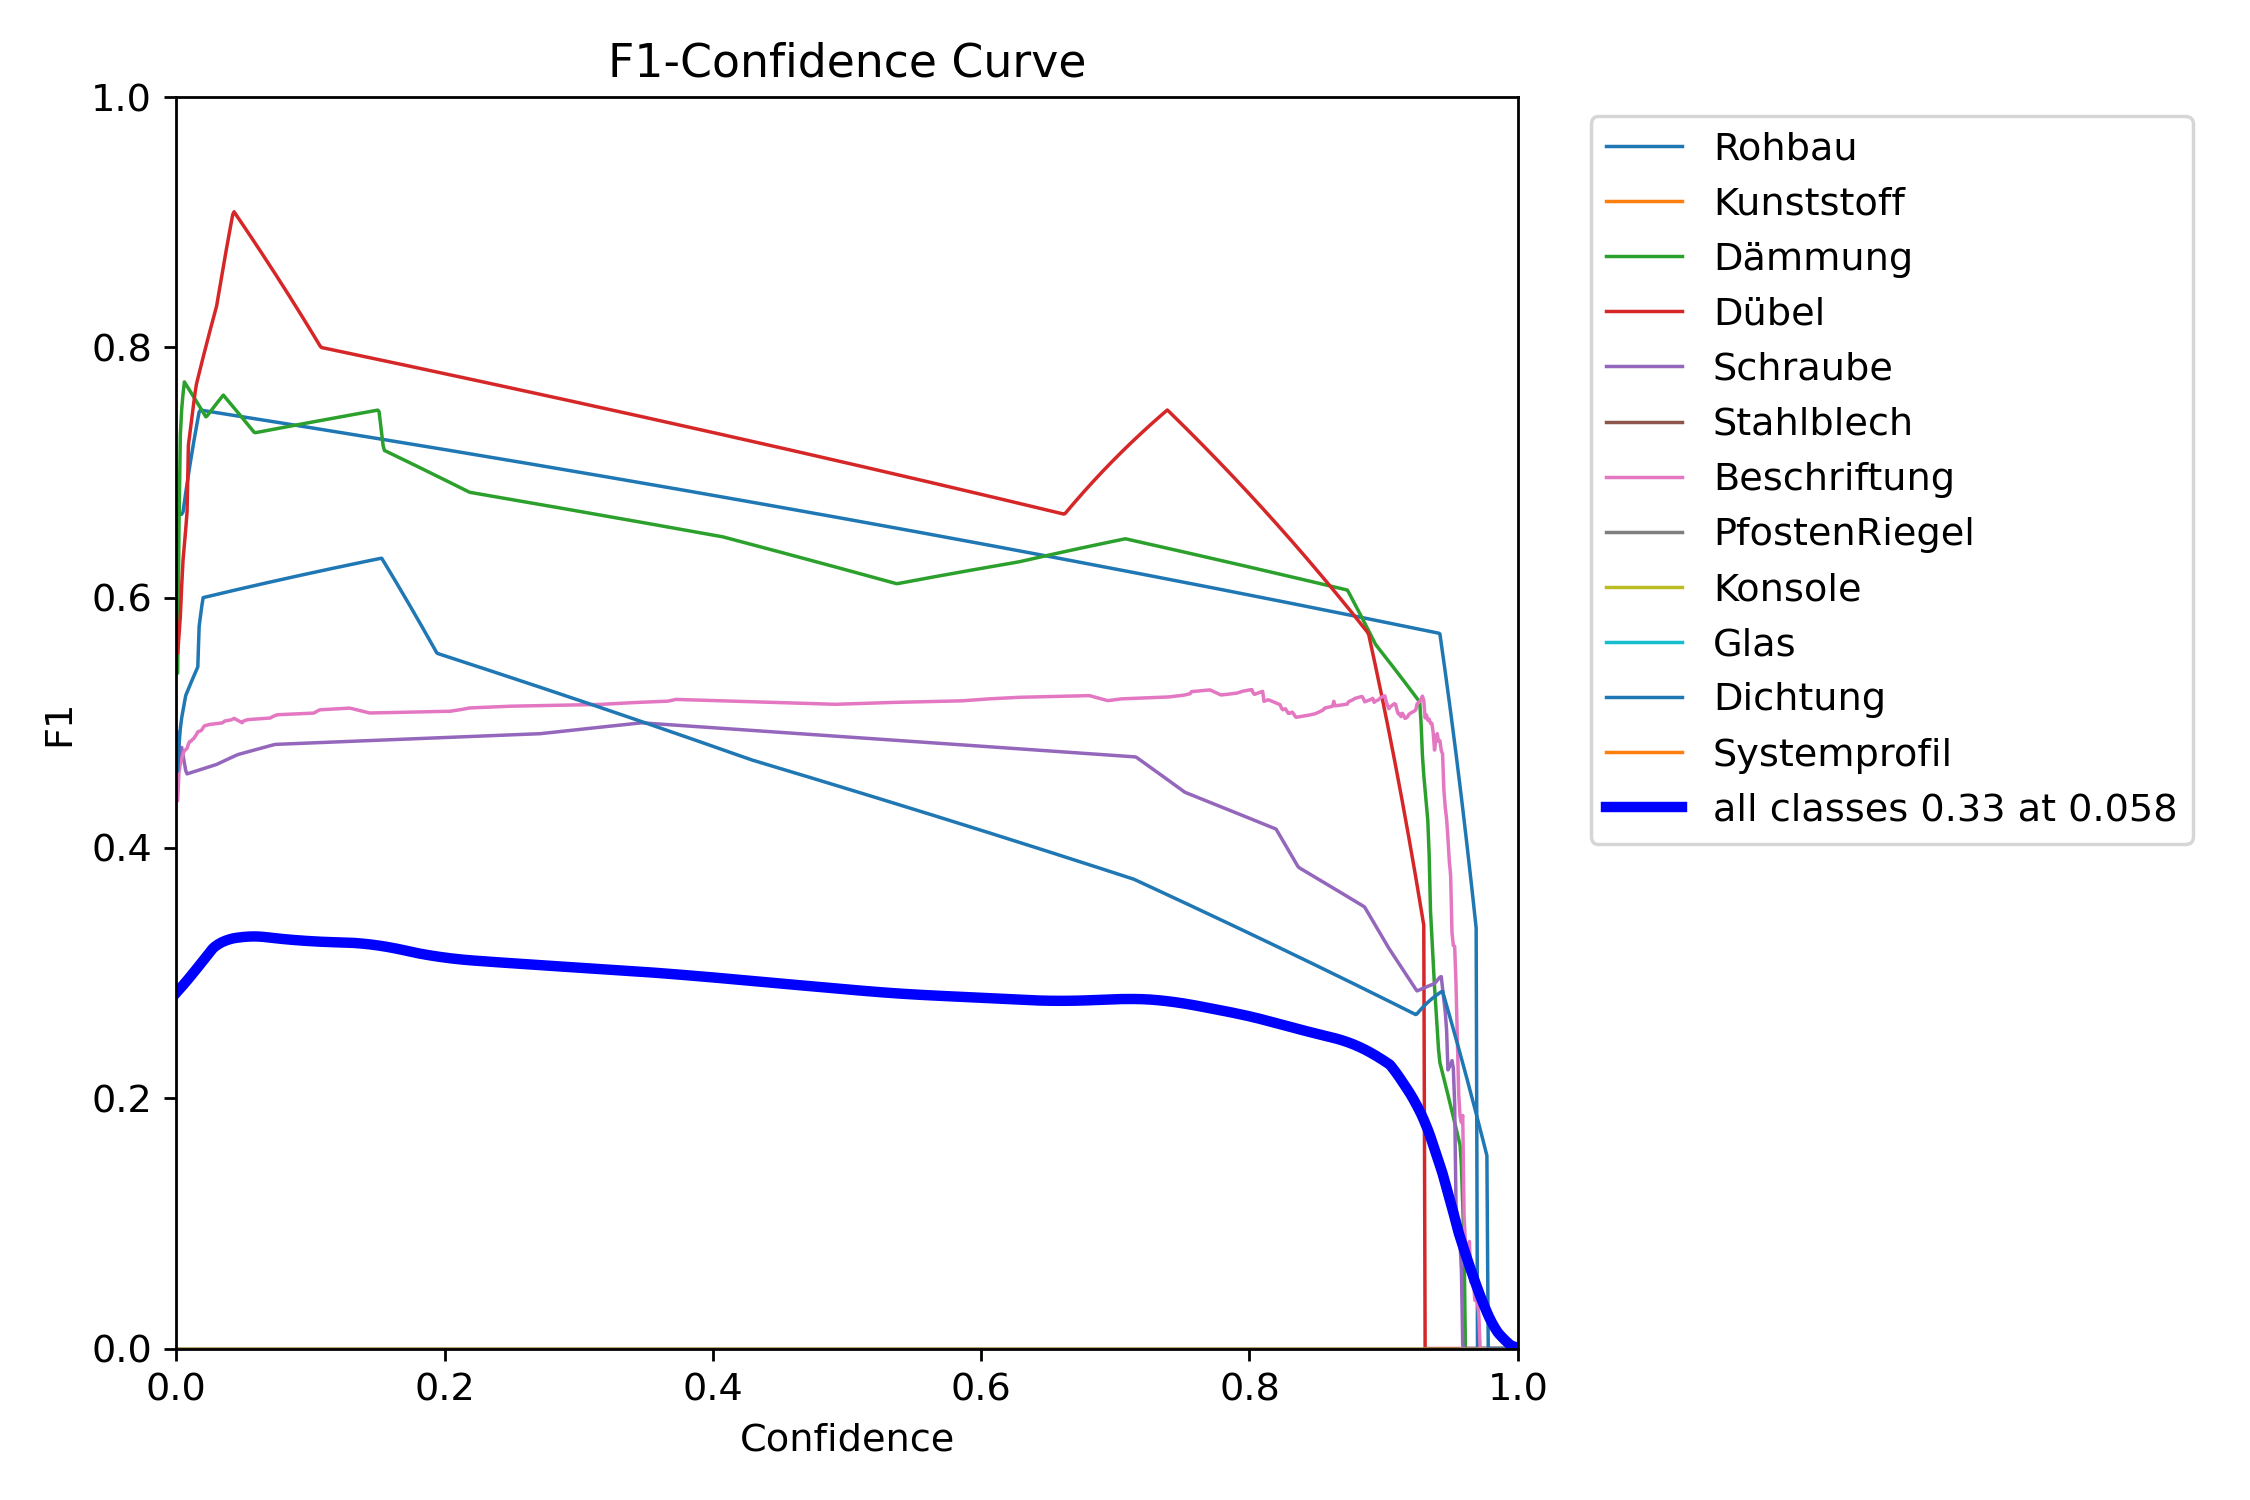 F1-Confidence Curve
1.0
0.8
0.6
0.4
0.2
0.0
F1
0.0 0.2 0.4 0.6 0.8 1.0
Confidence
Rohbau
Kunststoff
Dämmung
Dübel
Schraube
Stahlblech
Beschriftung
PfostenRiegel
Konsole
Glas
Dichtung
Systemprofil
all classes 0.33 at 0.058